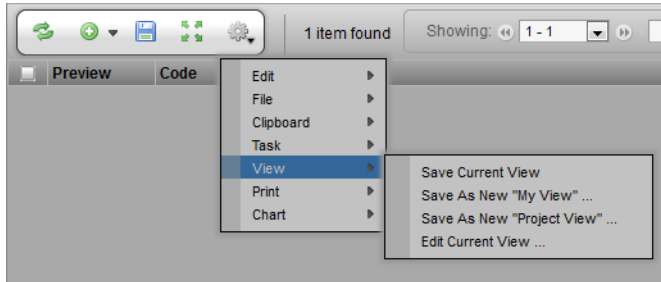 1 item found
Showing: 1 - 1
Preview Code
Edit
File
Clipboard
Task
View
Print
Chart
Save Current View
Save As New "My View" ...
Save As New "Project View" ...
Edit Current View ...